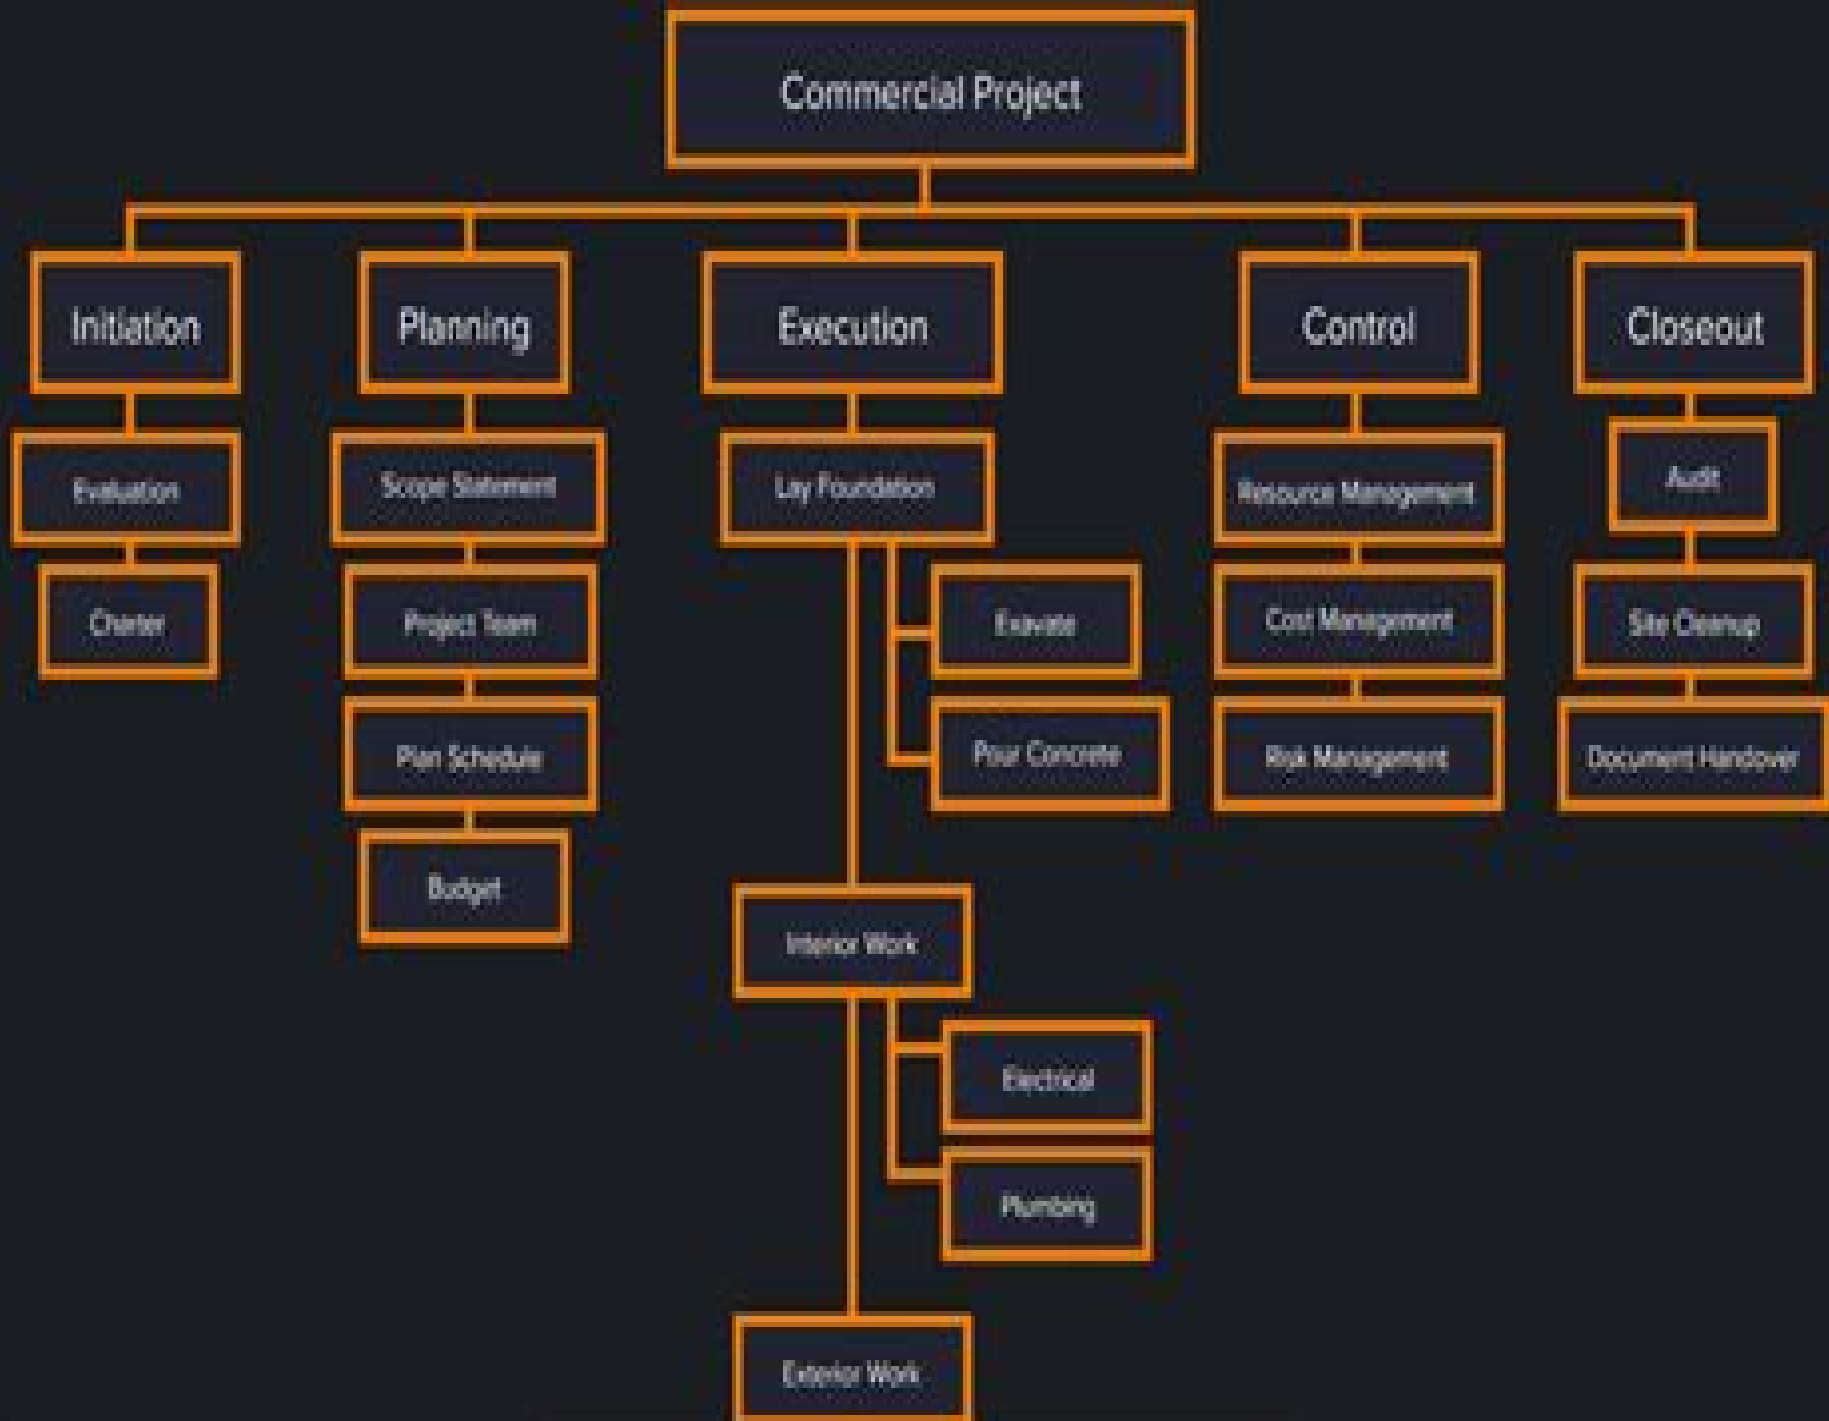 Commercial Project
Initiation
Planning
Execution
Control
Closeout
Evaluation
Charter
Scope Statement
Project Team
Plan Schedule
Budget
Lay Foundation
Exavate
Pour Concrete
Interior Work
Electrical
Plumbing
Exterior Work
Resource Management
Cost Management
Risk Management
Audit
Site Cleanup
Document Handover